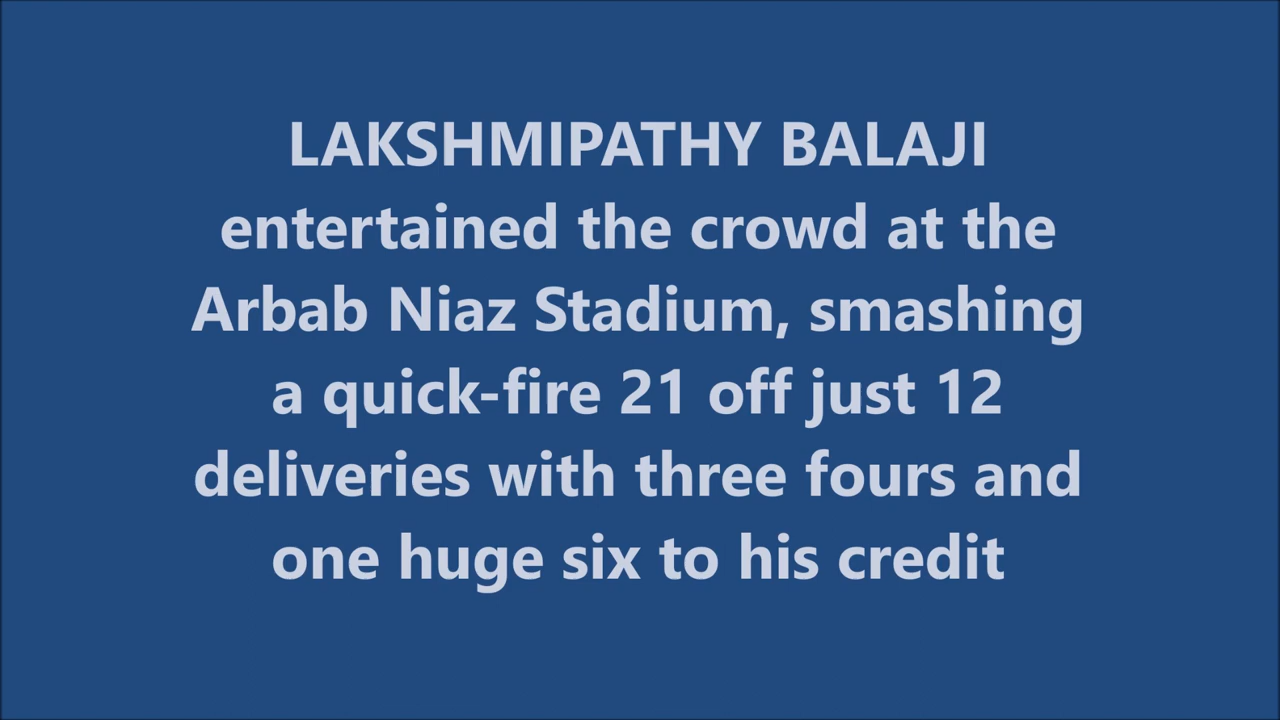 LAKSHMIPATHY BALAJI
entertained the crowd at the
Arbab Niaz Stadium, smashing
a quick-fire 21 off just 12
deliveries with three fours and
one huge six to his credit